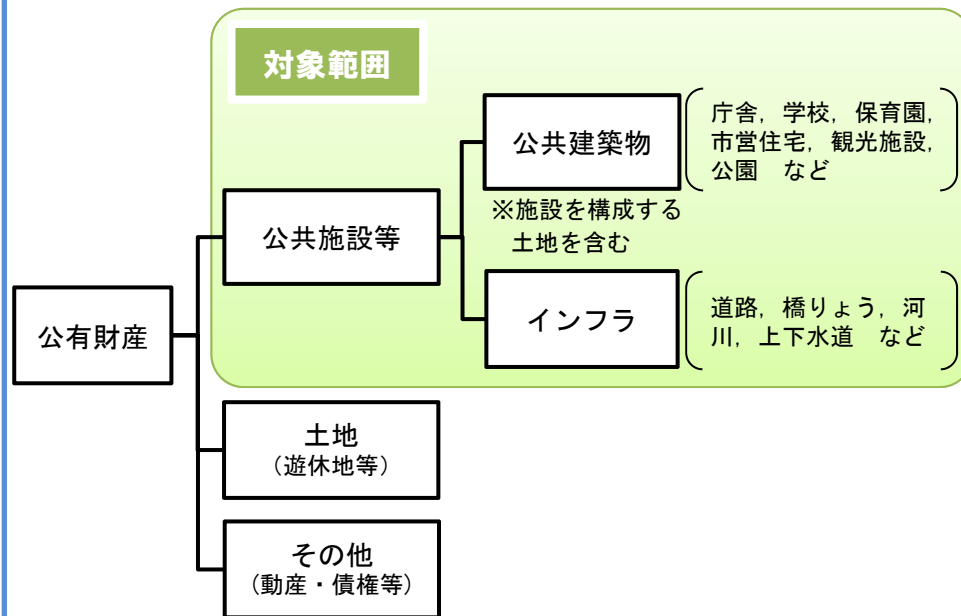 対象範囲
公共建築物
庁舎，学校，保育園，
市営住宅，観光施設，
公園　など
※施設を構成する
土地を含む
公共施設等
インフラ
道路，橋りょう，河
川，上下水道　など
公有財産
土地
（遊休地等）
その他
（動産・債権等）